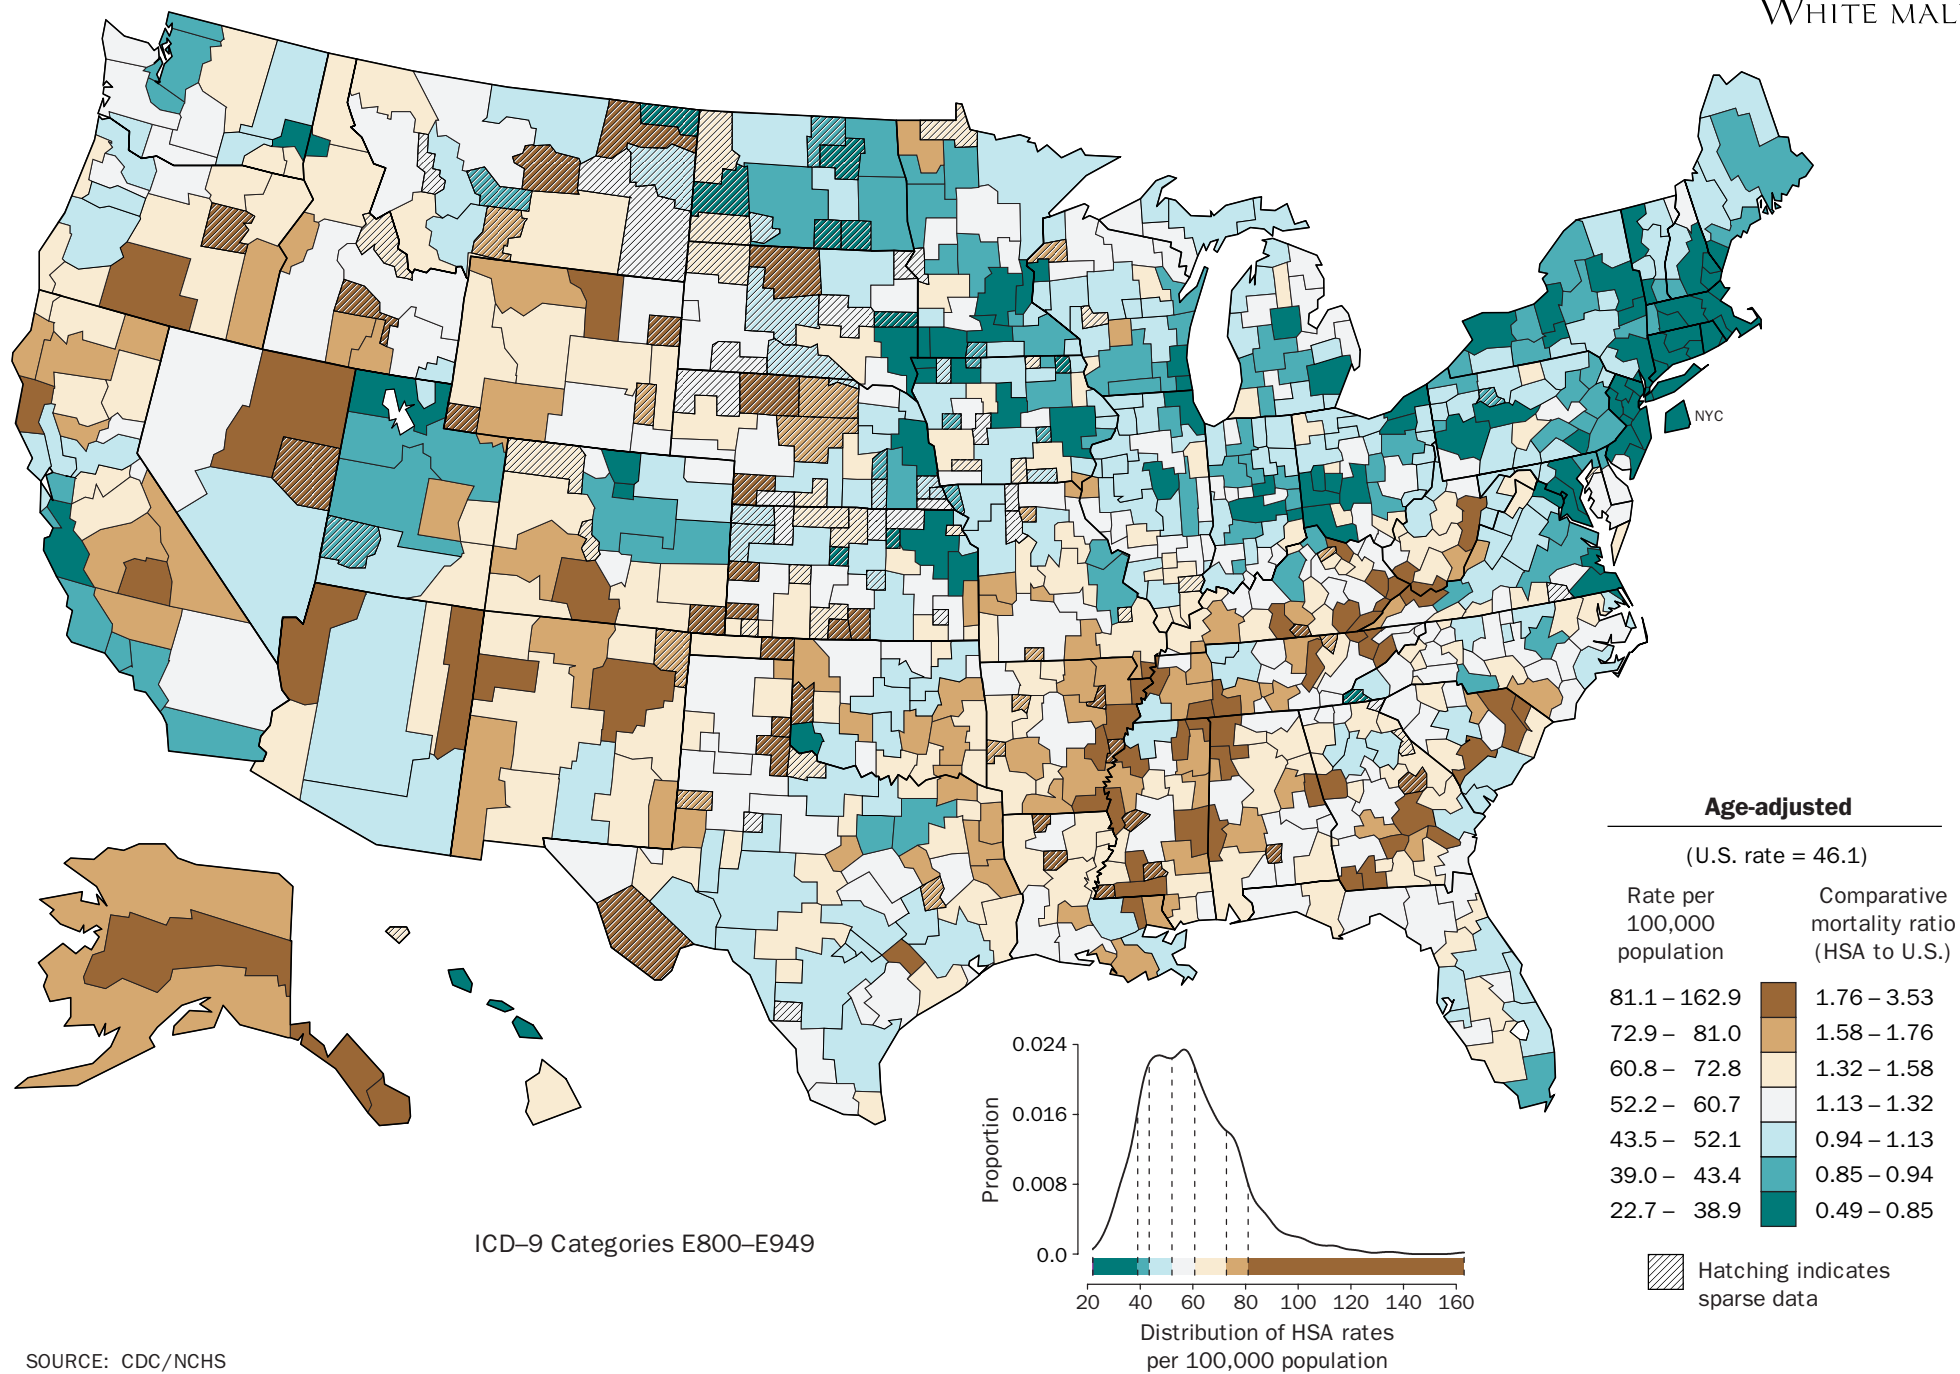 WHITE MAL
NYC
Age-adjusted
(U.S. rate = 46.1)
Rate per 100,000 population
Comparative mortality ratio (HSA to U.S.)
81.1 – 162.9 1.76 – 3.53
72.9 – 81.0 1.58 – 1.76
60.8 – 72.8 1.32 – 1.58
52.2 – 60.7 1.13 – 1.32
43.5 – 52.1 0.94 – 1.13
39.0 – 43.4 0.85 – 0.94
22.7 – 38.9 0.49 – 0.85
Hatching indicates
sparse data
Proportion
0.024
0.016
0.008
0.0
20 40 60 80 100 120 140 160
Distribution of HSA rates
per 100,000 population
ICD–9 Categories E800–E949
SOURCE: CDC/NCHS